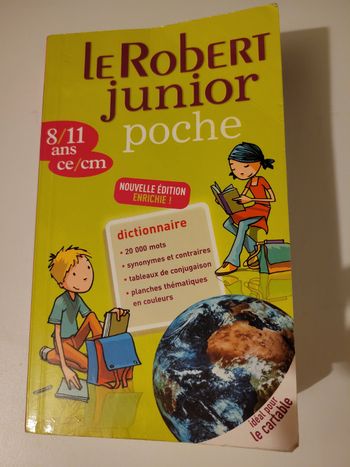 LE ROBERT
junior
poche
8/11
ans
ce/cm
NOUVELLE ÉDITION
ENRICHIE !
dictionnaire
• 20 000 mots
• synonymes et contraires
• tableaux de conjugaison
• planches thématiques
en couleurs
idéal pour
le cartable